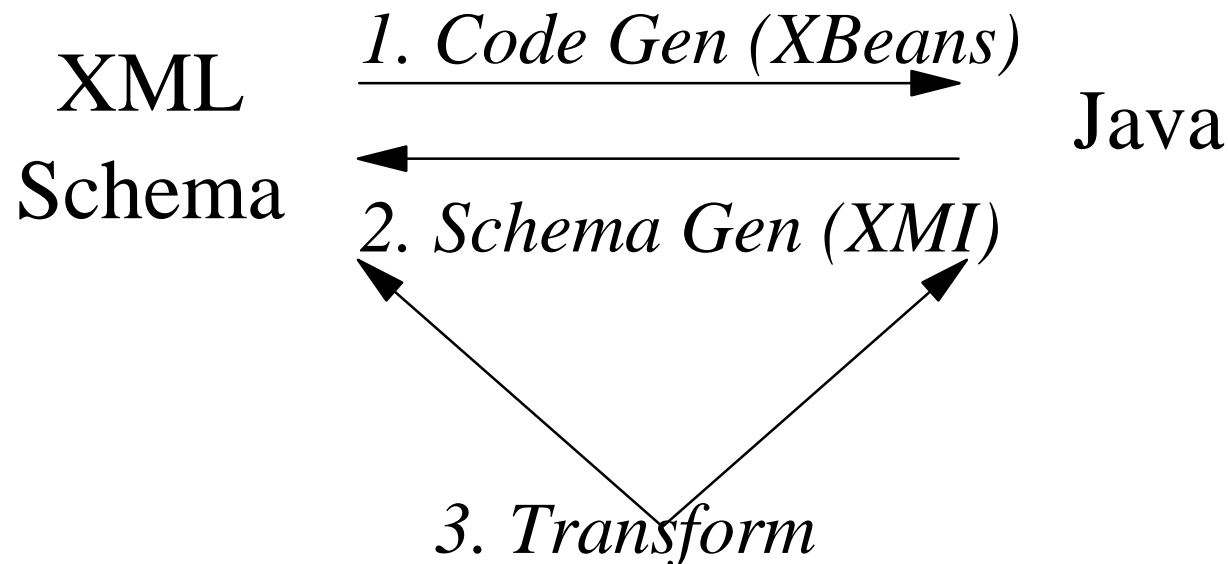 1. Code Gen (XBeans)
XML
Schema
Java
2. Schema Gen (XMI)
3. Transform